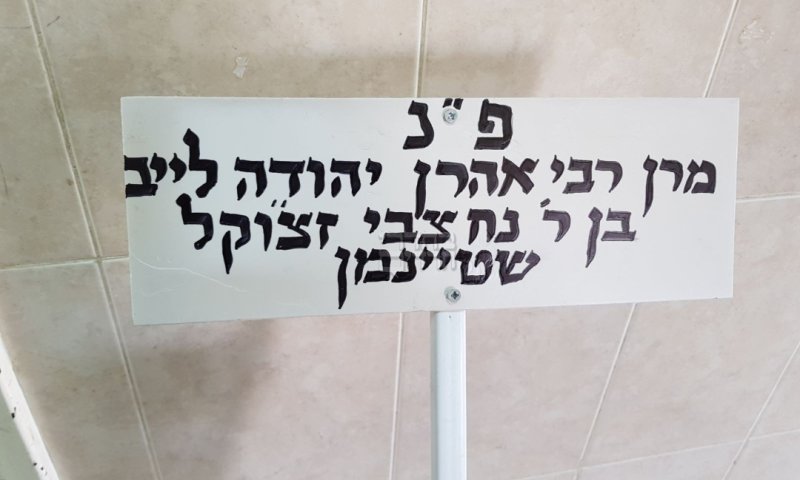 פ"נ
מרן רבי אהרן יהודה לייב
בן ר' נח צבי זצוקל
שטיינמן